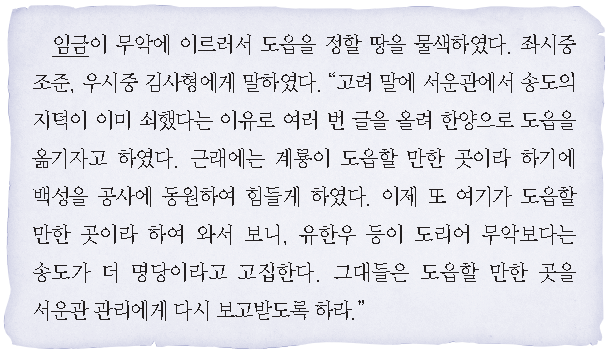 임금이 무악에 이르러서 도읍을 정할 땅을 물색하였다. 좌시중
조준, 우시중 김사형에게 말하였다. “고려 말에 서운관에서 송도의
지덕이 이미 쇠했다는 이유로 여러 번 글을 올려 한양으로 도읍을
옮기자고 하였다. 근래에는 계룡이 도읍할 만한 곳이라 하기에
백성을 공사에 동원하여 힘들게 하였다. 이제 또 여기가 도읍할
만한 곳이라 하여 와서 보니, 유한우 등이 도리어 무악보다는
송도가 더 명당이라고 고집한다. 그대들은 도읍할 만한 곳을
서운관 관리에게 다시 보고받도록 하라.”